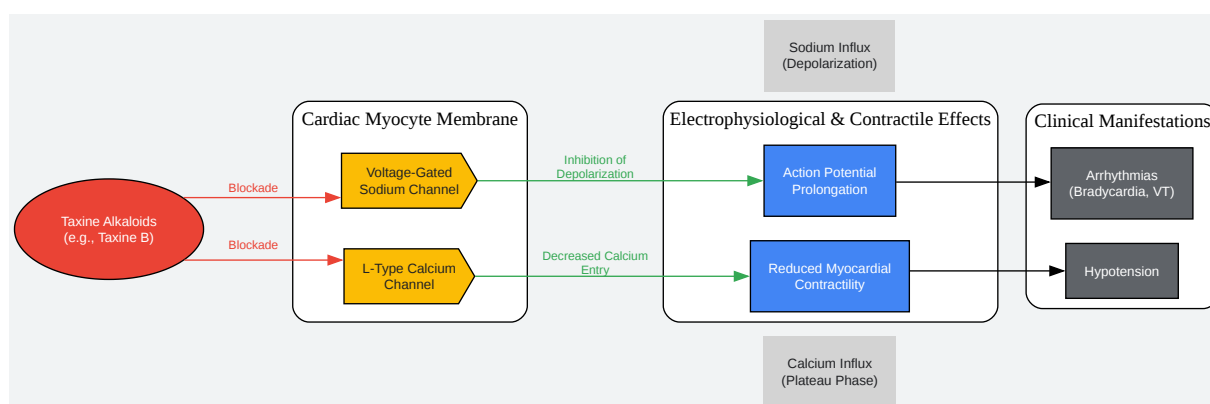 Sodium Influx
(Depolarization)
Cardiac Myocyte Membrane
Electrophysiological & Contractile Effects
Clinical Manifestations
Taxine Alkaloids
(e.g., Taxine B)
Blockade
Voltage-Gated
Sodium Channel
Inhibition of
Depolarization
Action Potential
Prolongation
Arrhythmias
(Bradycardia, VT)
Blockade
L-Type Calcium
Channel
Decreased Calcium
Entry
Reduced Myocardial
Contractility
Hypotension
Calcium Influx
(Plateau Phase)